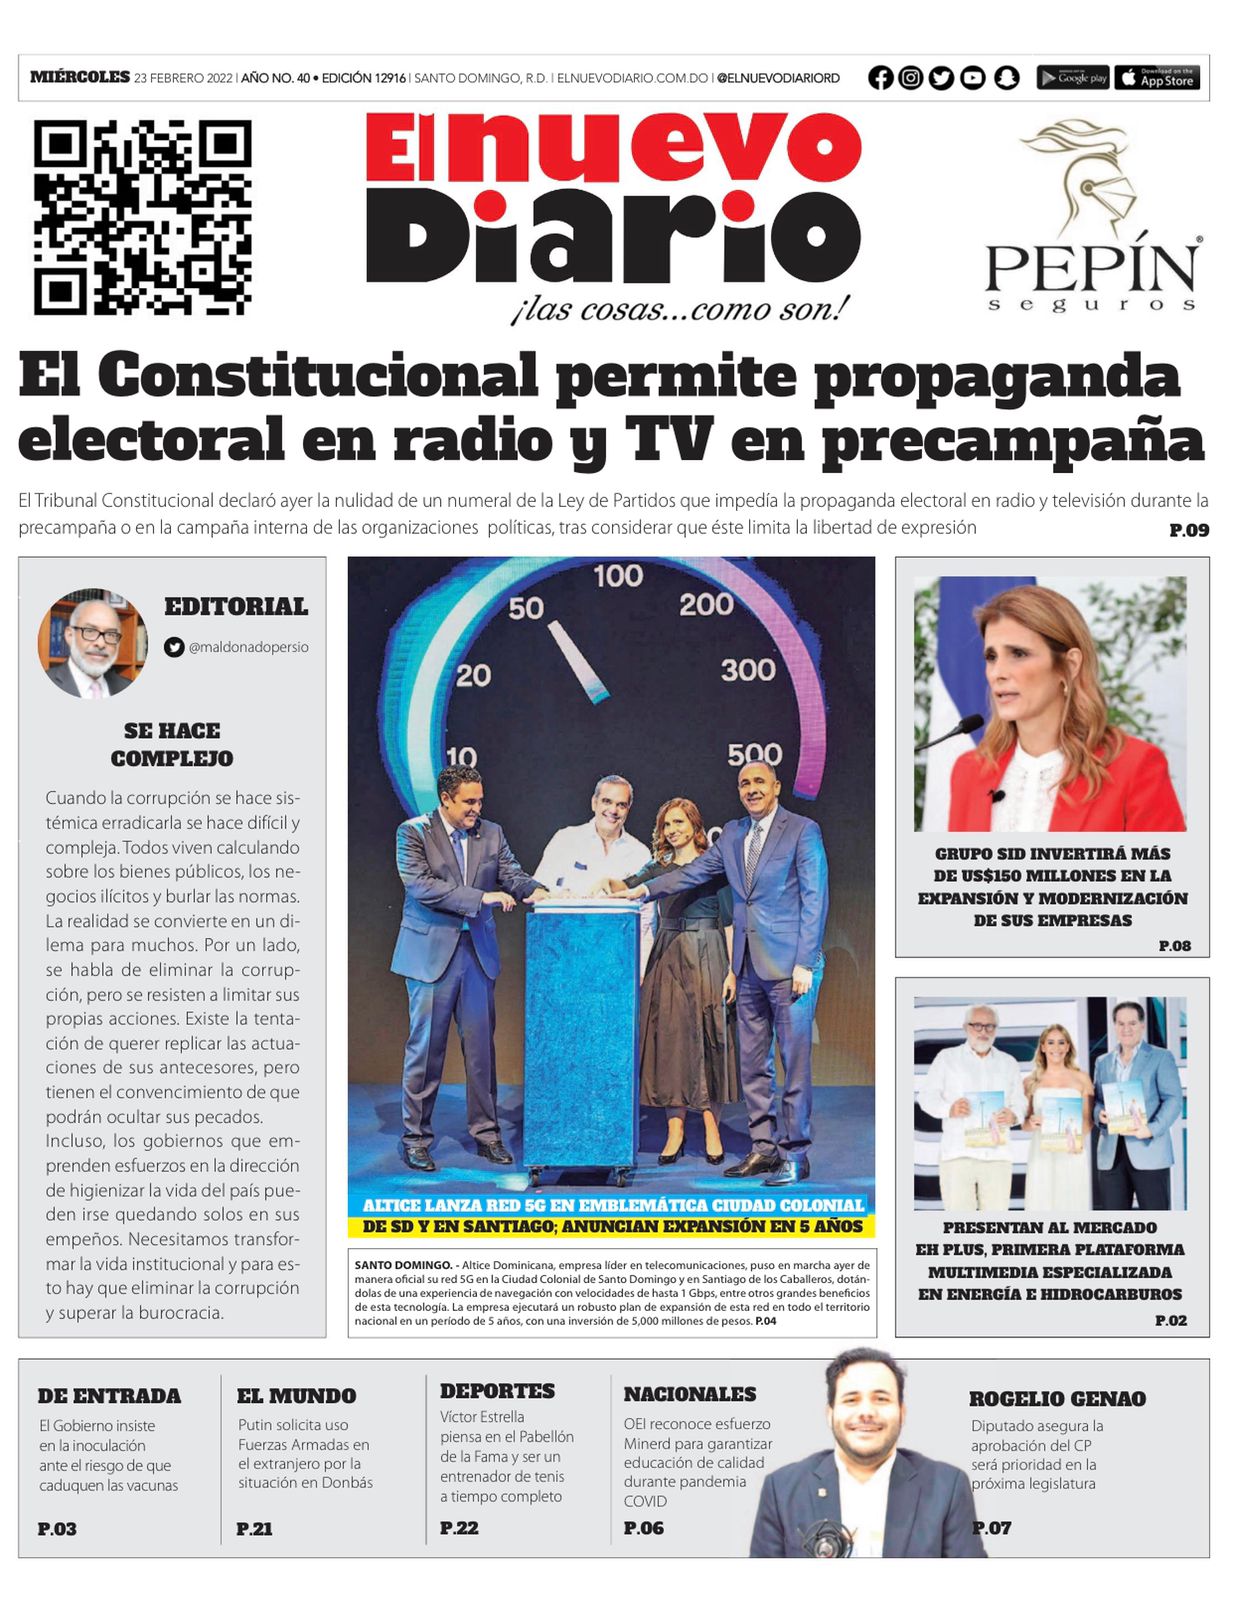 MIÉRCOLES 23 FEBRERO 2022 | AÑO NO. 40 • EDICIÓN 12916 | SANTO DOMINGO, R.D. | ELNUEVODIARIO.COM.DO | @ELNUEVODIARIORD
Google play
Download on the
App Store
El nuevo
Diario
¡las cosas...como son!
PEPÍN®
seguros
El Constitucional permite propaganda
electoral en radio y TV en precampaña
El Tribunal Constitucional declaró ayer la nulidad de un numeral de la Ley de Partidos que impedía la propaganda electoral en radio y televisión durante la
precampaña o en la campaña interna de las organizaciones políticas, tras considerar que éste limita la libertad de expresión
P.09
EDITORIAL
@maldonadopersio
SE HACE
COMPLEJO
Cuando la corrupción se hace sis-
témica erradicarla se hace difícil y
compleja. Todos viven calculando
sobre los bienes públicos, los ne-
gocios ilícitos y burlar las normas.
La realidad se convierte en un di-
lema para muchos. Por un lado,
se habla de eliminar la corrup-
ción, pero se resisten a limitar sus
propias acciones. Existe la tenta-
ción de querer replicar las actua-
ciones de sus antecesores, pero
tienen el convencimiento de que
podrán ocultar sus pecados.
Incluso, los gobiernos que em-
prenden esfuerzos en la dirección
de higienizar la vida del país pue-
den irse quedando solos en sus
empeños. Necesitamos transfor-
mar la vida institucional y para es-
to hay que eliminar la corrupción
y superar la burocracia.
10
20
50
100
200
300
500
ALTICE LANZA RED 5G EN EMBLEMÁTICA CIUDAD COLONIAL
DE SD Y EN SANTIAGO; ANUNCIAN EXPANSIÓN EN 5 AÑOS
SANTO DOMINGO. - Altice Dominicana, empresa líder en telecomunicaciones, puso en marcha ayer de
manera oficial su red 5G en la Ciudad Colonial de Santo Domingo y en Santiago de los Caballeros, dotán-
dolas de una experiencia de navegación con velocidades de hasta 1 Gbps, entre otros grandes beneficios
de esta tecnología. La empresa ejecutará un robusto plan de expansión de esta red en todo el territorio
nacional en un período de 5 años, con una inversión de 5,000 millones de pesos. P.04
GRUPO SID INVERTIRÁ MÁS
DE US$150 MILLONES EN LA
EXPANSIÓN Y MODERNIZACIÓN
DE SUS EMPRESAS
P.08
PRESENTAN AL MERCADO
EH PLUS, PRIMERA PLATAFORMA
MULTIMEDIA ESPECIALIZADA
EN ENERGÍA E HIDROCARBUROS
P.02
DE ENTRADA
El Gobierno insiste
en la inoculación
ante el riesgo de que
caduquen las vacunas
P.03
EL MUNDO
Putin solicita uso
Fuerzas Armadas en
el extranjero por la
situación en Donbás
P.21
DEPORTES
Víctor Estrella
piensa en el Pabellón
de la Fama y ser un
entrenador de tenis
a tiempo completo
P.22
NACIONALES
OEI reconoce esfuerzo
Minerd para garantizar
educación de calidad
durante pandemia
COVID
P.06
ROGELIO GENAO
Diputado asegura la
aprobación del CP
será prioridad en la
próxima legislatura
P.07